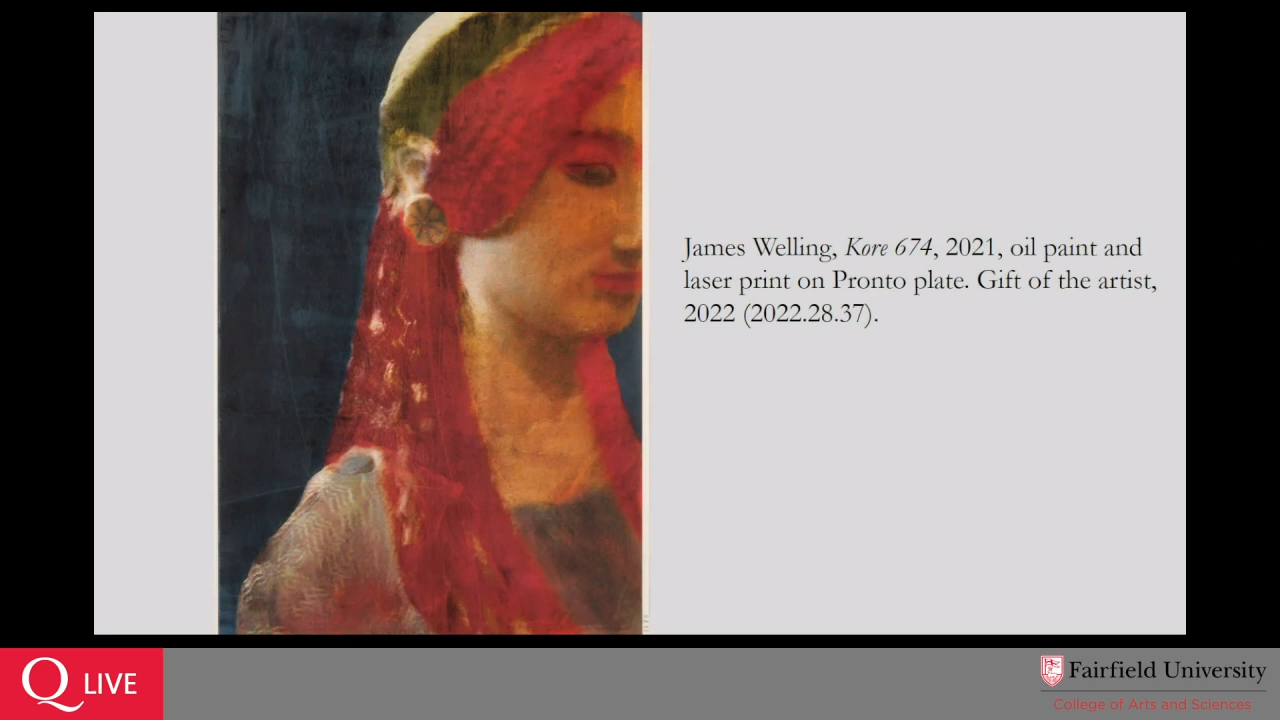 James Welling, Kore 674, 2021, oil paint and
laser print on Pronto plate. Gift of the artist,
2022 (2022.28.37).
Q LIVE
Fairfield University
College of Arts and Sciences